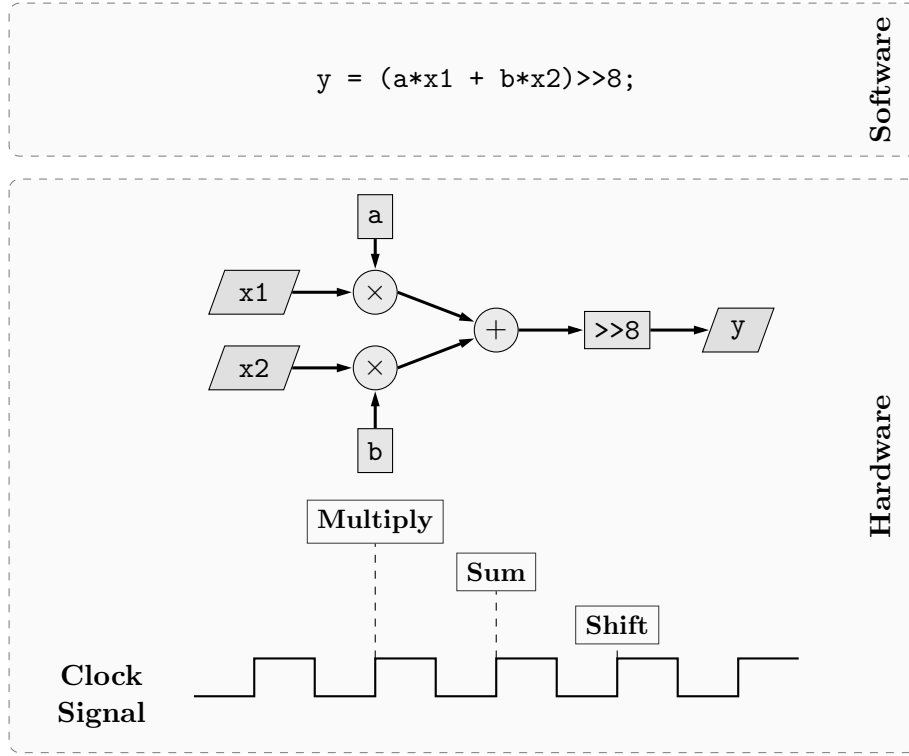 y = (a*x1 + b*x2)>>8;
Software
a
x1
×
+
>>8
y
x2
×
b
Hardware
Multiply
Sum
Shift
Clock
Signal